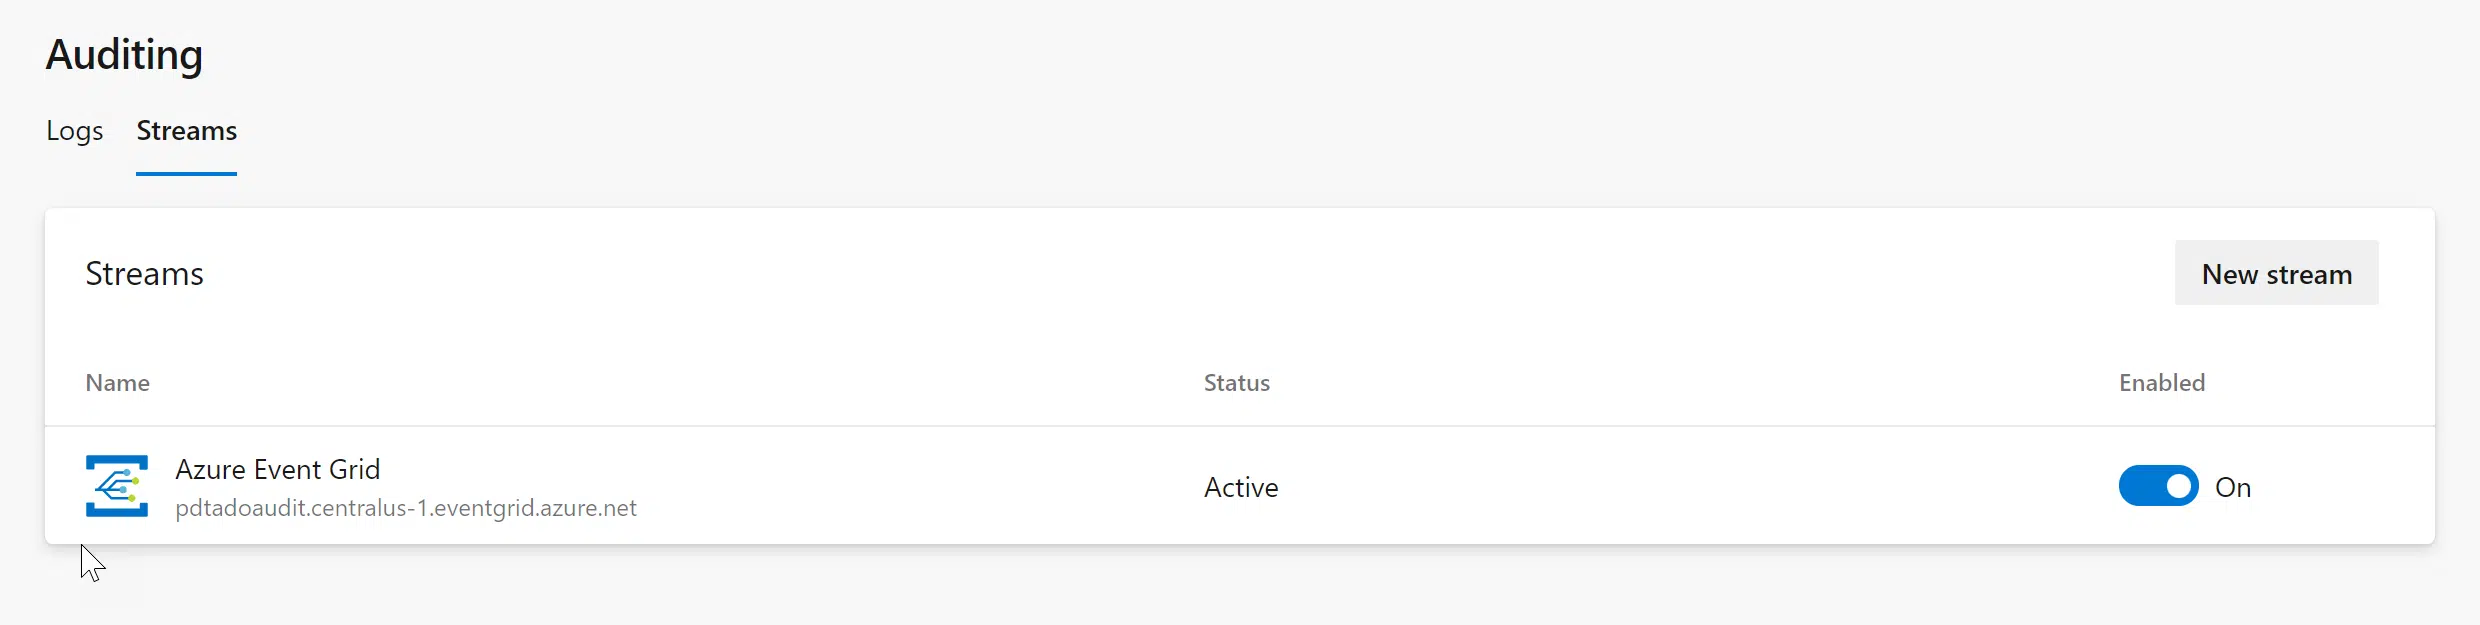 Auditing
Logs Streams
Streams New stream
Name Status Enabled
Azure Event Grid
pdtadoaudit.centralus-1.eventgrid.azure.net
Active
On